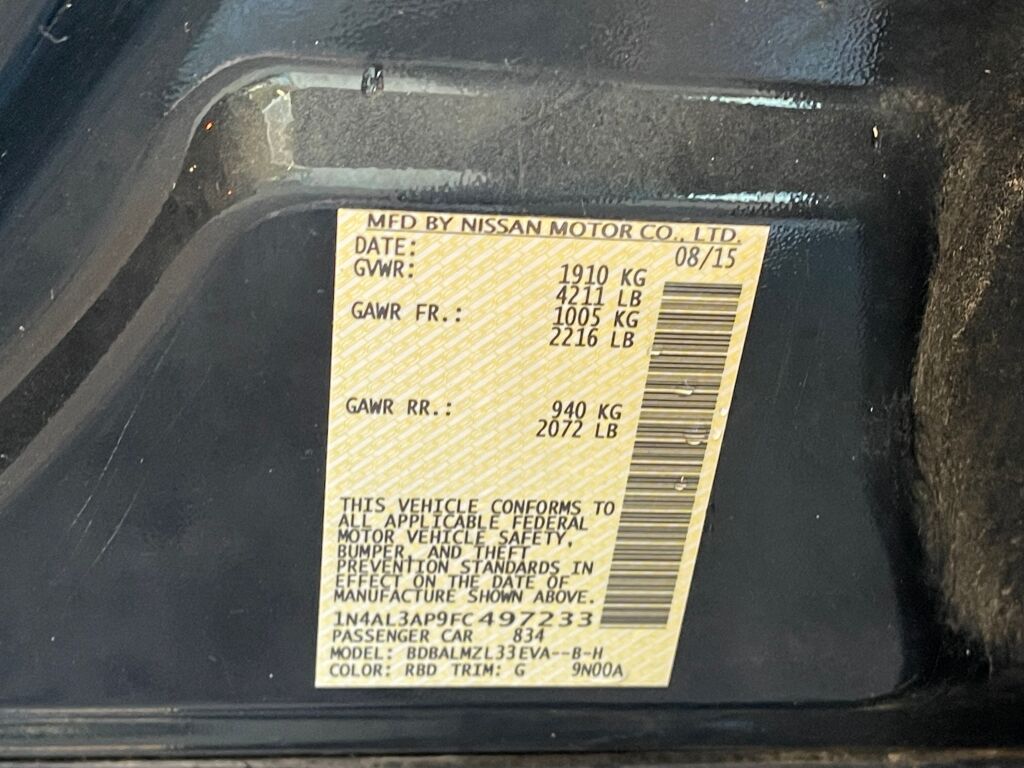 MFD BY NISSAN MOTOR CO., LTD.
DATE: 08/15
GVWR: 1910 KG
4211 LB
GAWR FR.: 1005 KG
2216 LB
GAWR RR.: 940 KG
2072 LB
THIS VEHICLE CONFORMS TO
ALL APPLICABLE FEDERAL
MOTOR VEHICLE SAFETY,
BUMPER, AND THEFT
PREVENTION STANDARDS IN
EFFECT ON THE DATE OF
MANUFACTURE SHOWN ABOVE.
1N4AL3AP9FC497233
PASSENGER CAR 834
MODEL: BDBALMZL33EVA--B-H
COLOR: RBD TRIM: G 9N00A